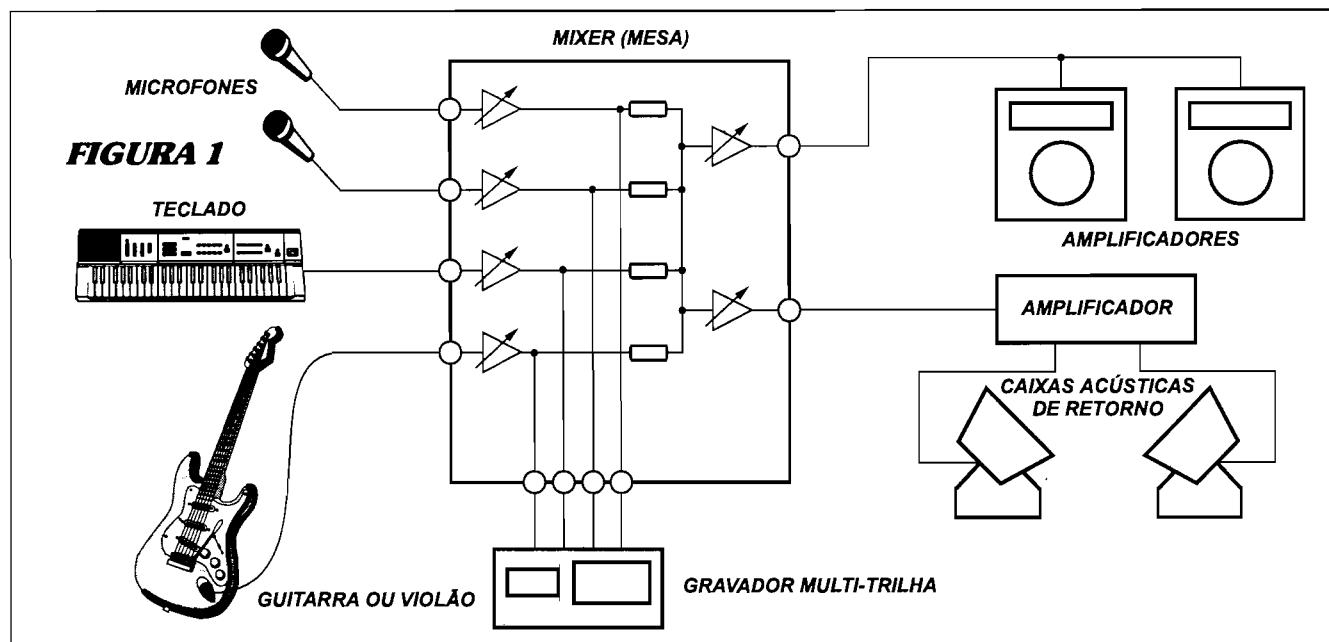 MIXER (MESA)
MICROFONES
FIGURA 1
TECLADO
AMPLIFICADORES
AMPLIFICADOR
CAIXAS ACÚSTICAS
DE RETORNO
GUITARRA OU VIOLÃO
GRAVADOR MULTI-TRILHA